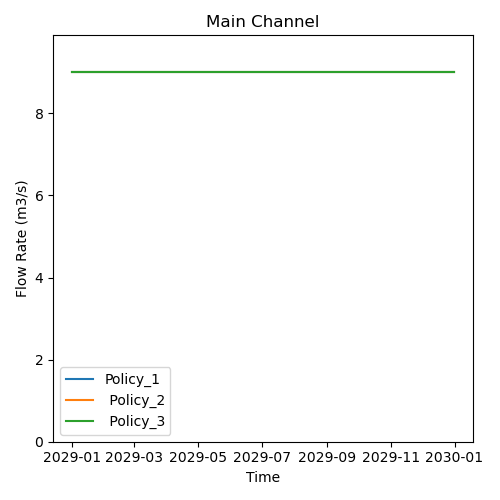 Main Channel
Flow Rate (m3/s)
8
6
4
2
0
Policy_1
Policy_2
Policy_3
2029-01 2029-03 2029-05 2029-07 2029-09 2029-11 2030-01
Time